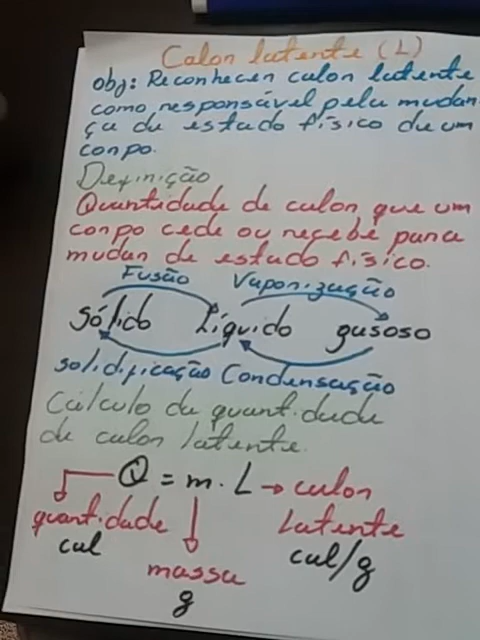 Calor latente (L)
obj: Reconhecer calor latente
como responsável pela mudan
ça de estado físico de um
corpo.
Definição
Quantidade de calor que um
corpo cede ou recebe para
mudar de estado físico.
Fusão Vaporização
Sólido Líquido gasoso
solidificação Condensação
Cálculo da quantidade
de calor latente.
Q = m . L → calor
quantidade latente
cal cal/g
massa
g